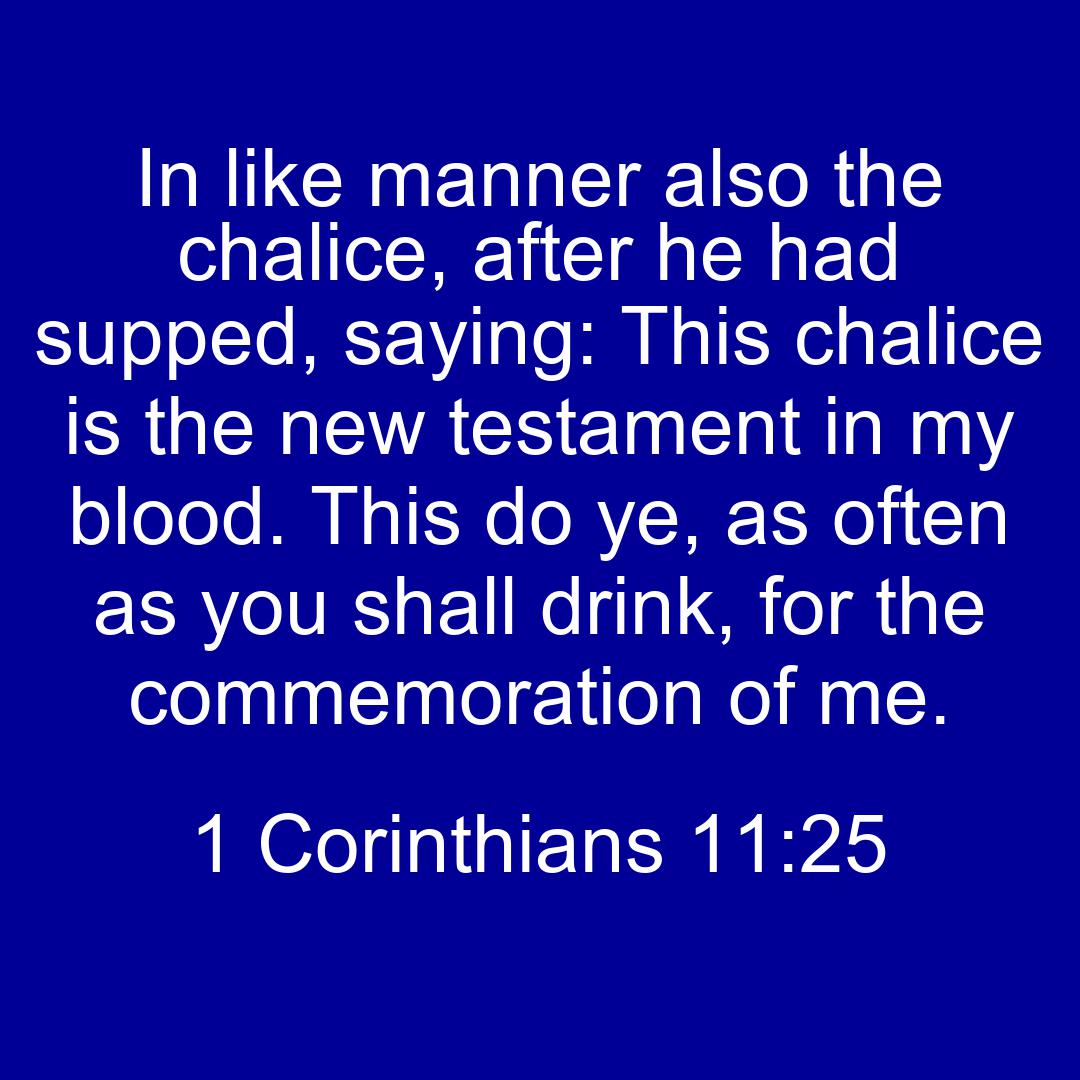 In like manner also the
chalice, after he had
supped, saying: This chalice
is the new testament in my
blood. This do ye, as often
as you shall drink, for the
commemoration of me.
1 Corinthians 11:25